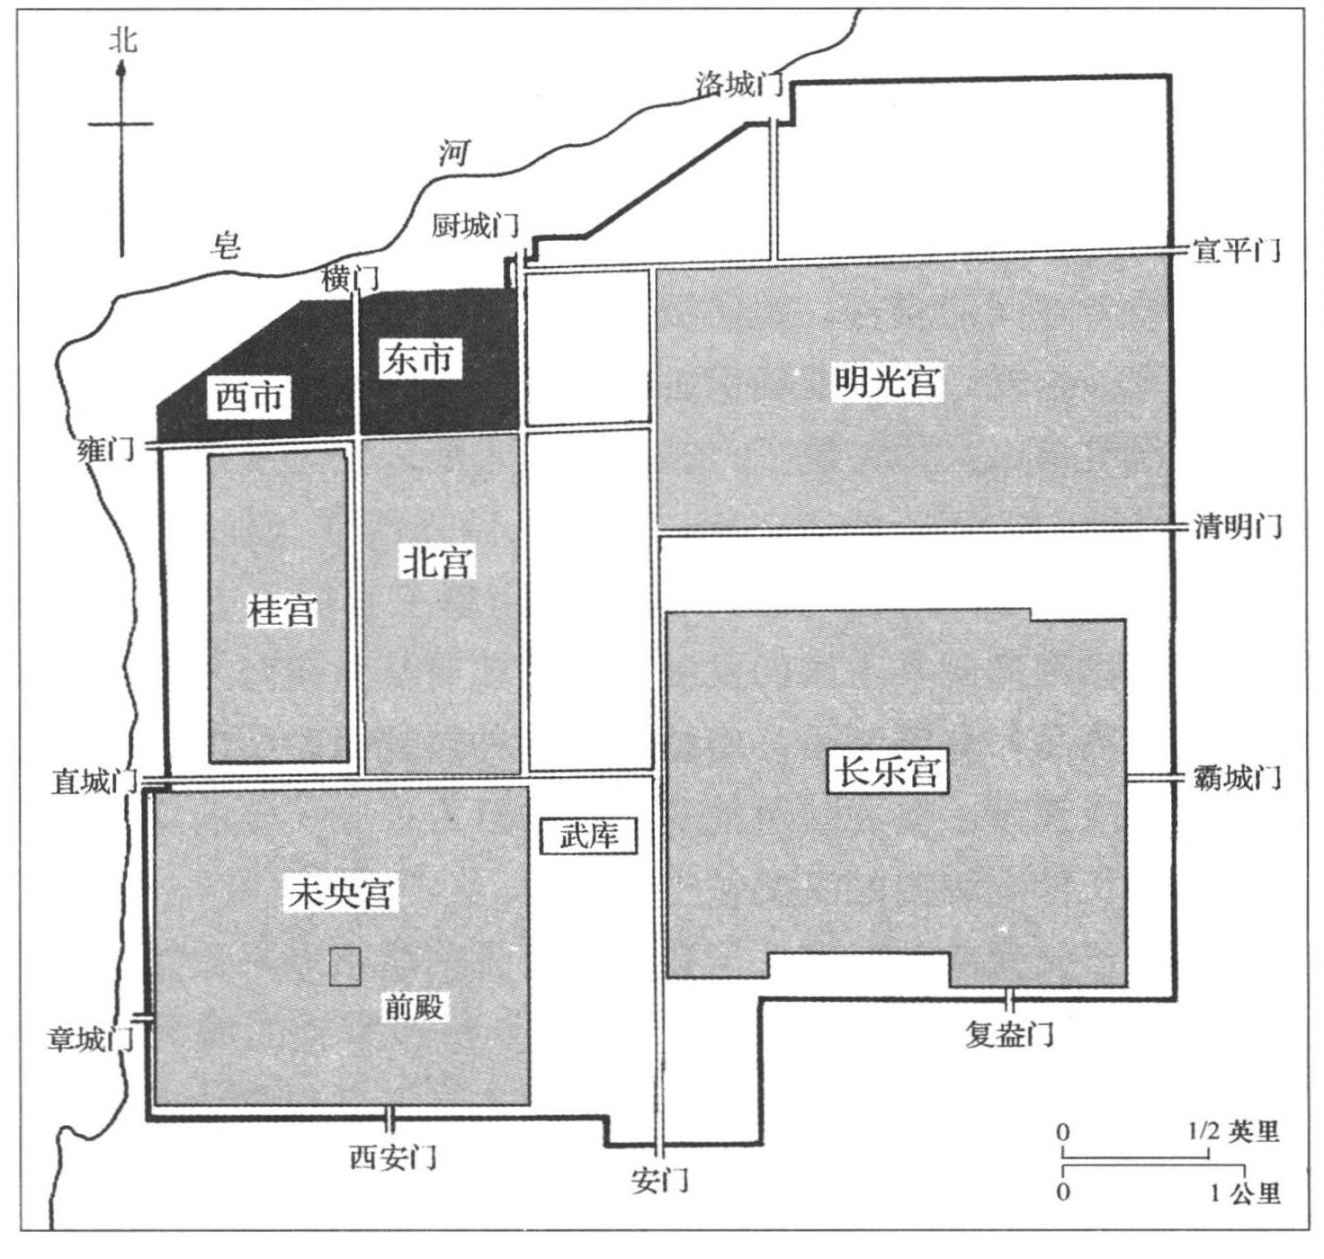 北
洛城门
河
厨城门
皂
横门
宣平门
东市
西市
明光宫
雍门
清明门
北宫
桂宫
直城门
长乐宫
霸城门
武库
未央宫
前殿
章城门
复盎门
西安门
安门
0 1/2 英里
0 1 公里